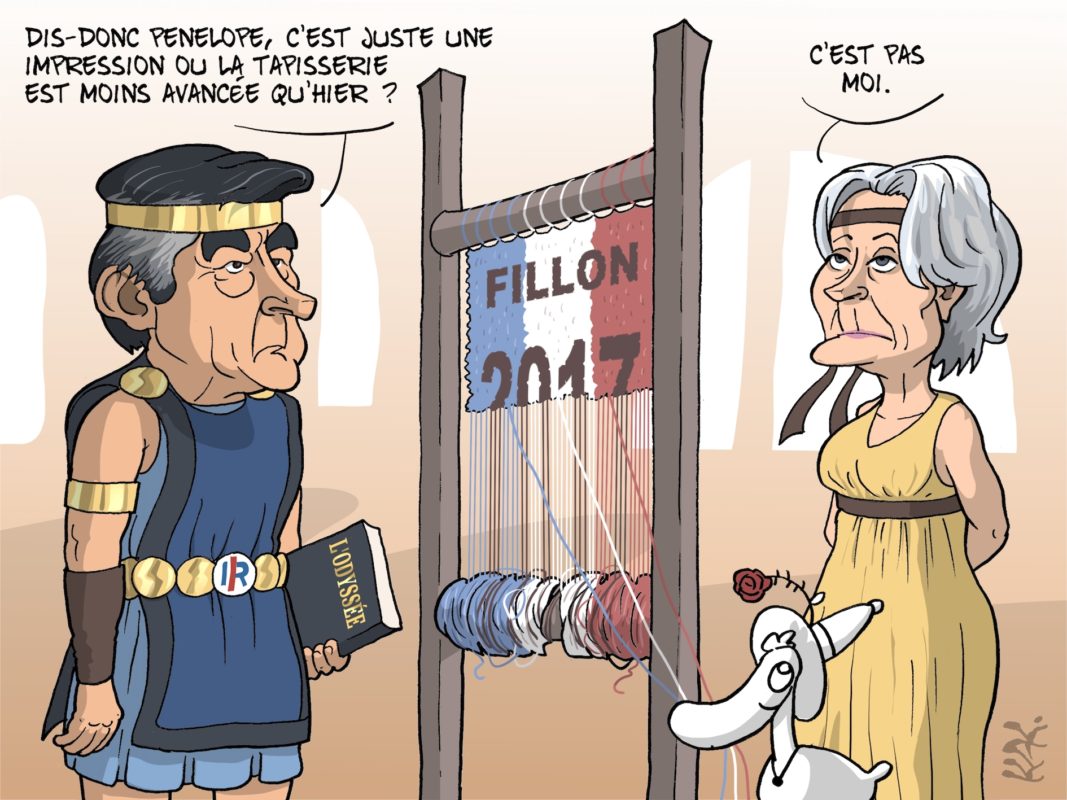 DIS-DONC PENELOPE, C'EST JUSTE UNE
IMPRESSION OU LA TAPISSERIE
EST MOINS AVANCÉE QU'HIER ?
C'EST PAS
MOI.
FILLON
2017
L'ODYSSÉE
lR
KAK.